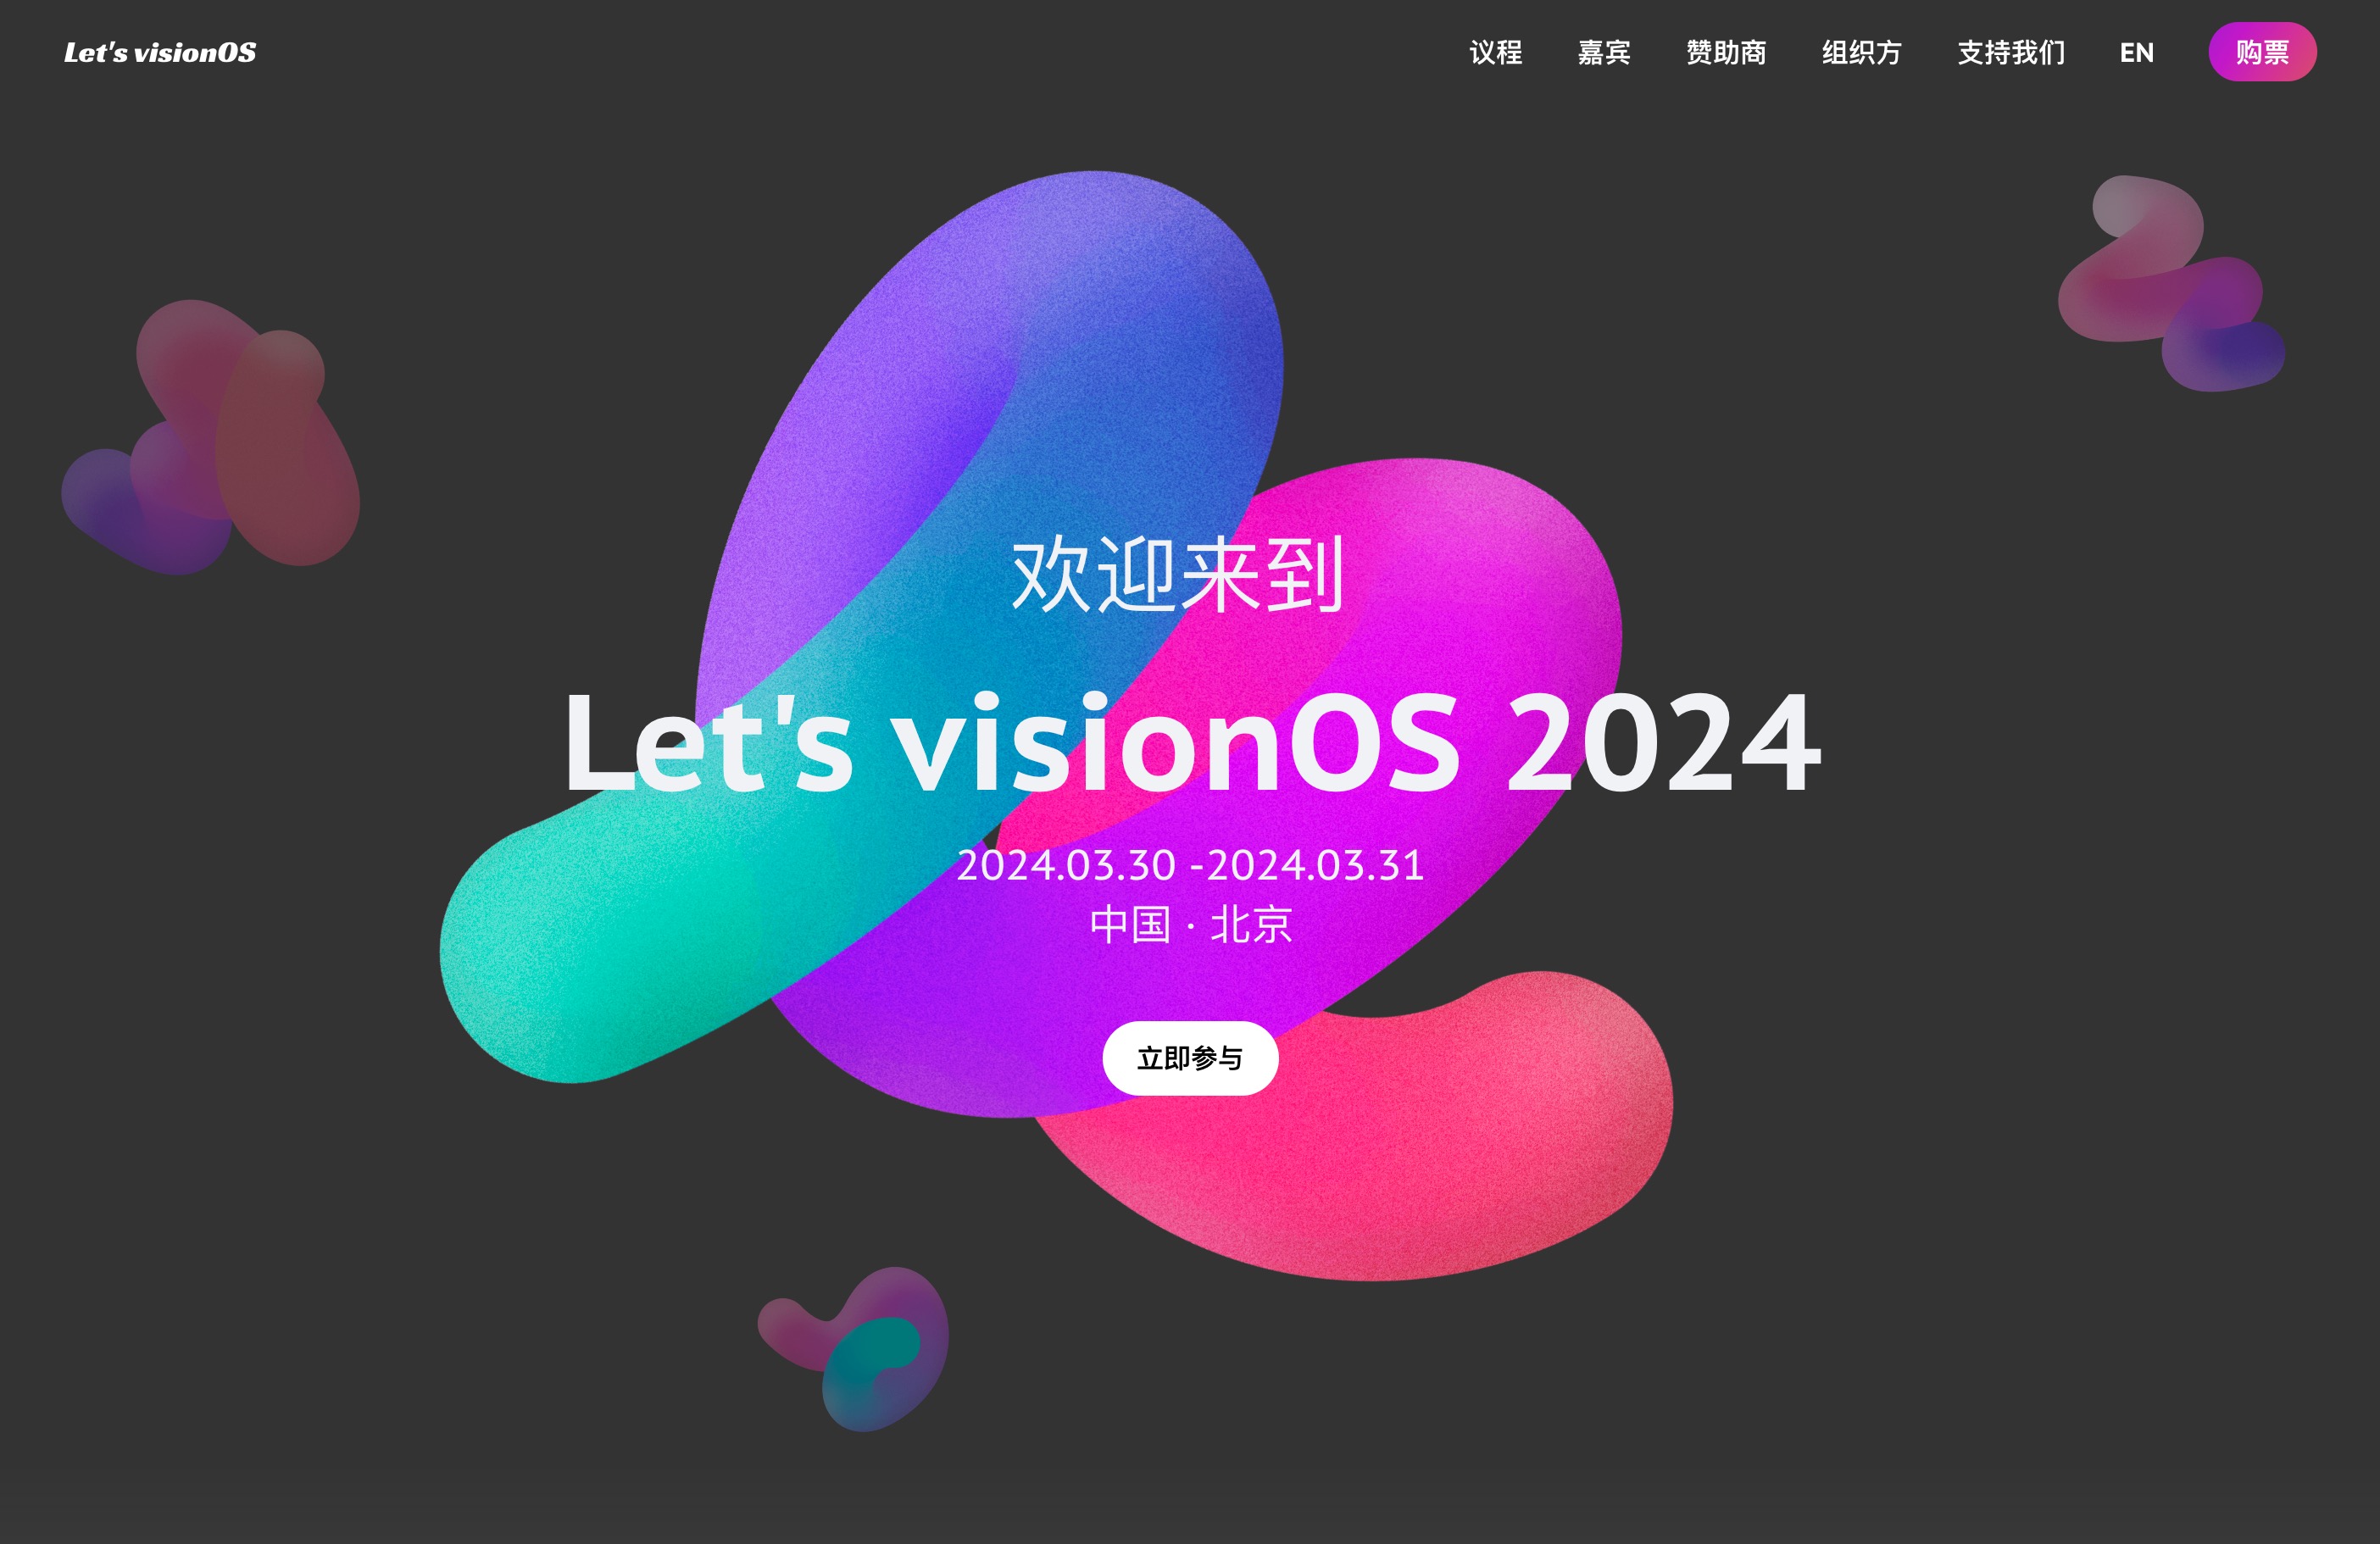 Let's visionOS
议程 嘉宾 赞助商 组织方 支持我们 EN 购票
欢迎来到
Let's visionOS 2024
2024.03.30 -2024.03.31
中国 · 北京
立即参与